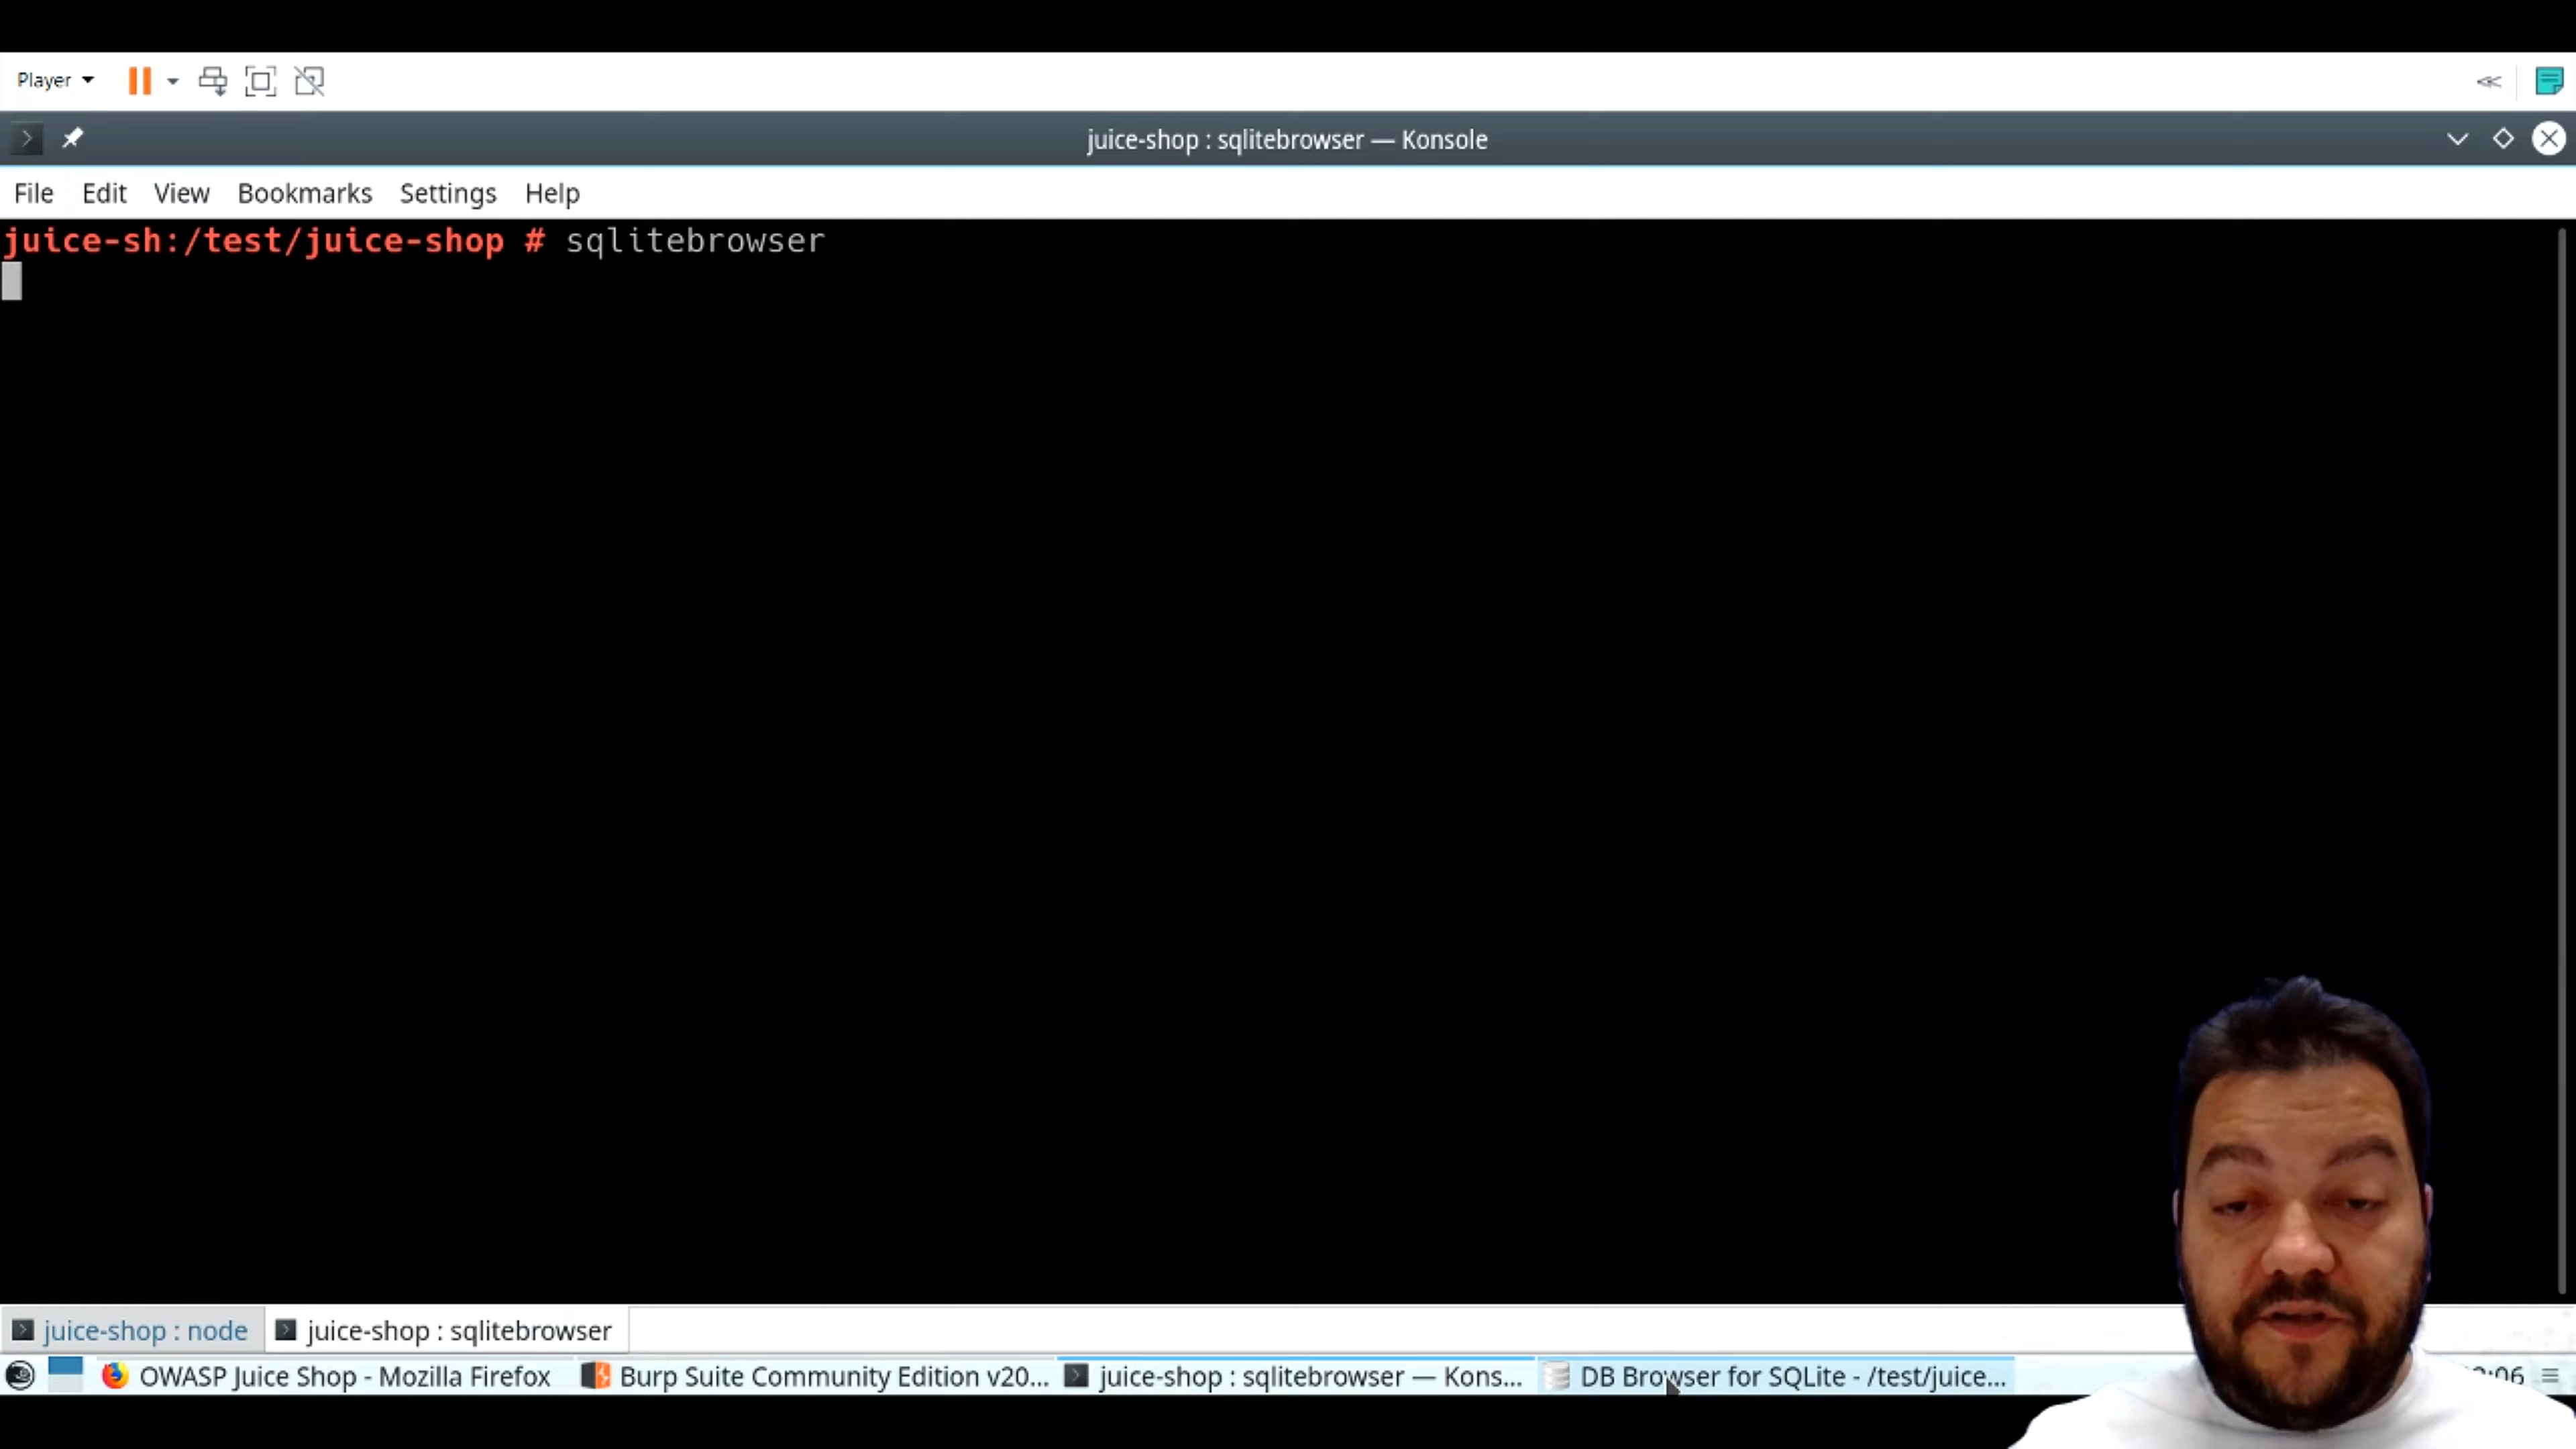 Player
juice-shop : sqlitebrowser — Konsole
File Edit View Bookmarks Settings Help
juice-sh:/test/juice-shop # sqlitebrowser
juice-shop : node juice-shop : sqlitebrowser
OWASP Juice Shop - Mozilla Firefox Burp Suite Community Edition v20... juice-shop : sqlitebrowser — Kons... DB Browser for SQLite - /test/juice...